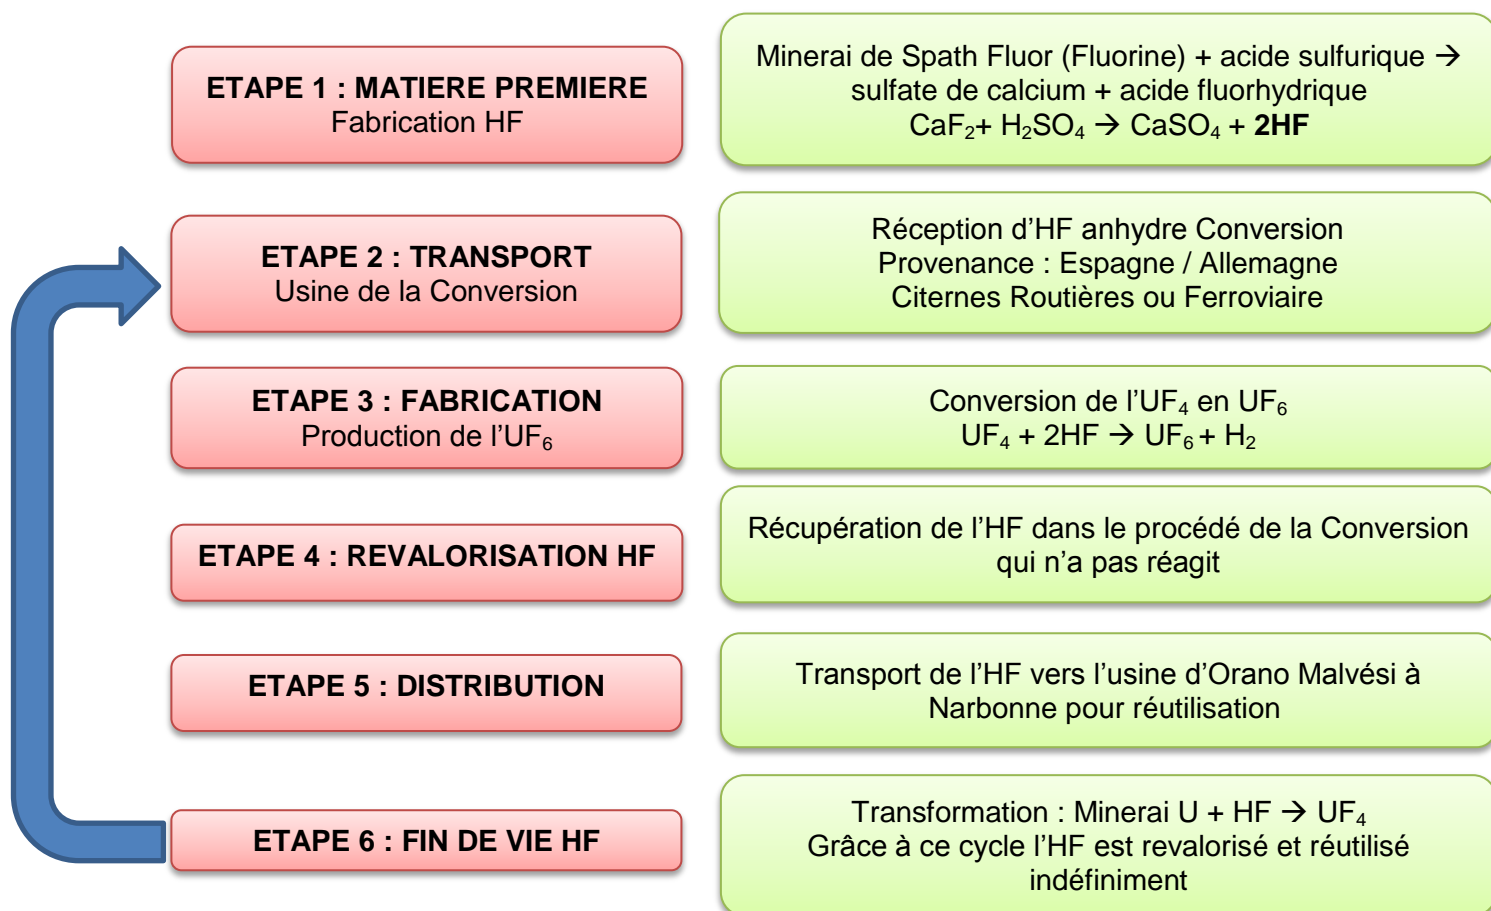 ETAPE 1 : MATIERE PREMIERE
Fabrication HF
Minerai de Spath Fluor (Fluorine) + acide sulfurique →
sulfate de calcium + acide fluorhydrique
CaF₂+ H₂SO₄ → CaSO₄ + 2HF
ETAPE 2 : TRANSPORT
Usine de la Conversion
Réception d’HF anhydre Conversion
Provenance : Espagne / Allemagne
Citernes Routières ou Ferroviaire
ETAPE 3 : FABRICATION
Production de l’UF₆
Conversion de l’UF₄ en UF₆
UF₄ + 2HF → UF₆ + H₂
ETAPE 4 : REVALORISATION HF
Récupération de l’HF dans le procédé de la Conversion
qui n’a pas réagit
ETAPE 5 : DISTRIBUTION
Transport de l’HF vers l’usine d’Orano Malvési à
Narbonne pour réutilisation
ETAPE 6 : FIN DE VIE HF
Transformation : Minerai U + HF → UF₄
Grâce à ce cycle l’HF est revalorisé et réutilisé
indéfiniment